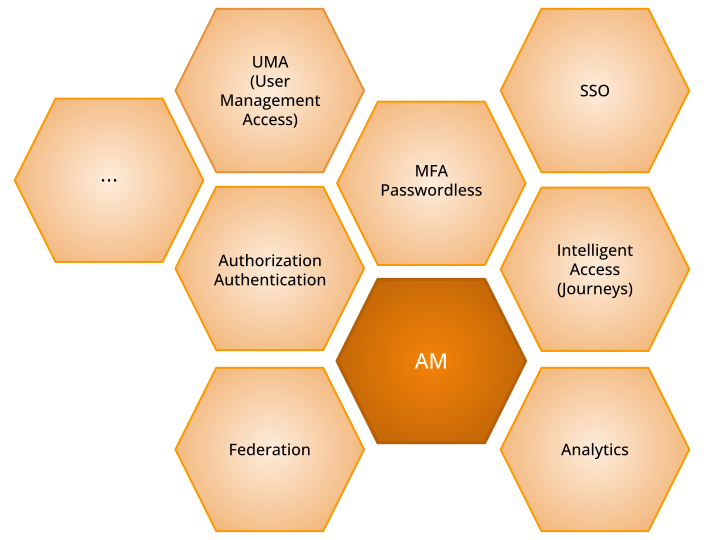 UMA
(User
Management
Access)
SSO
...
MFA
Passwordless
Authorization
Authentication
Intelligent
Access
(Journeys)
AM
Federation
Analytics